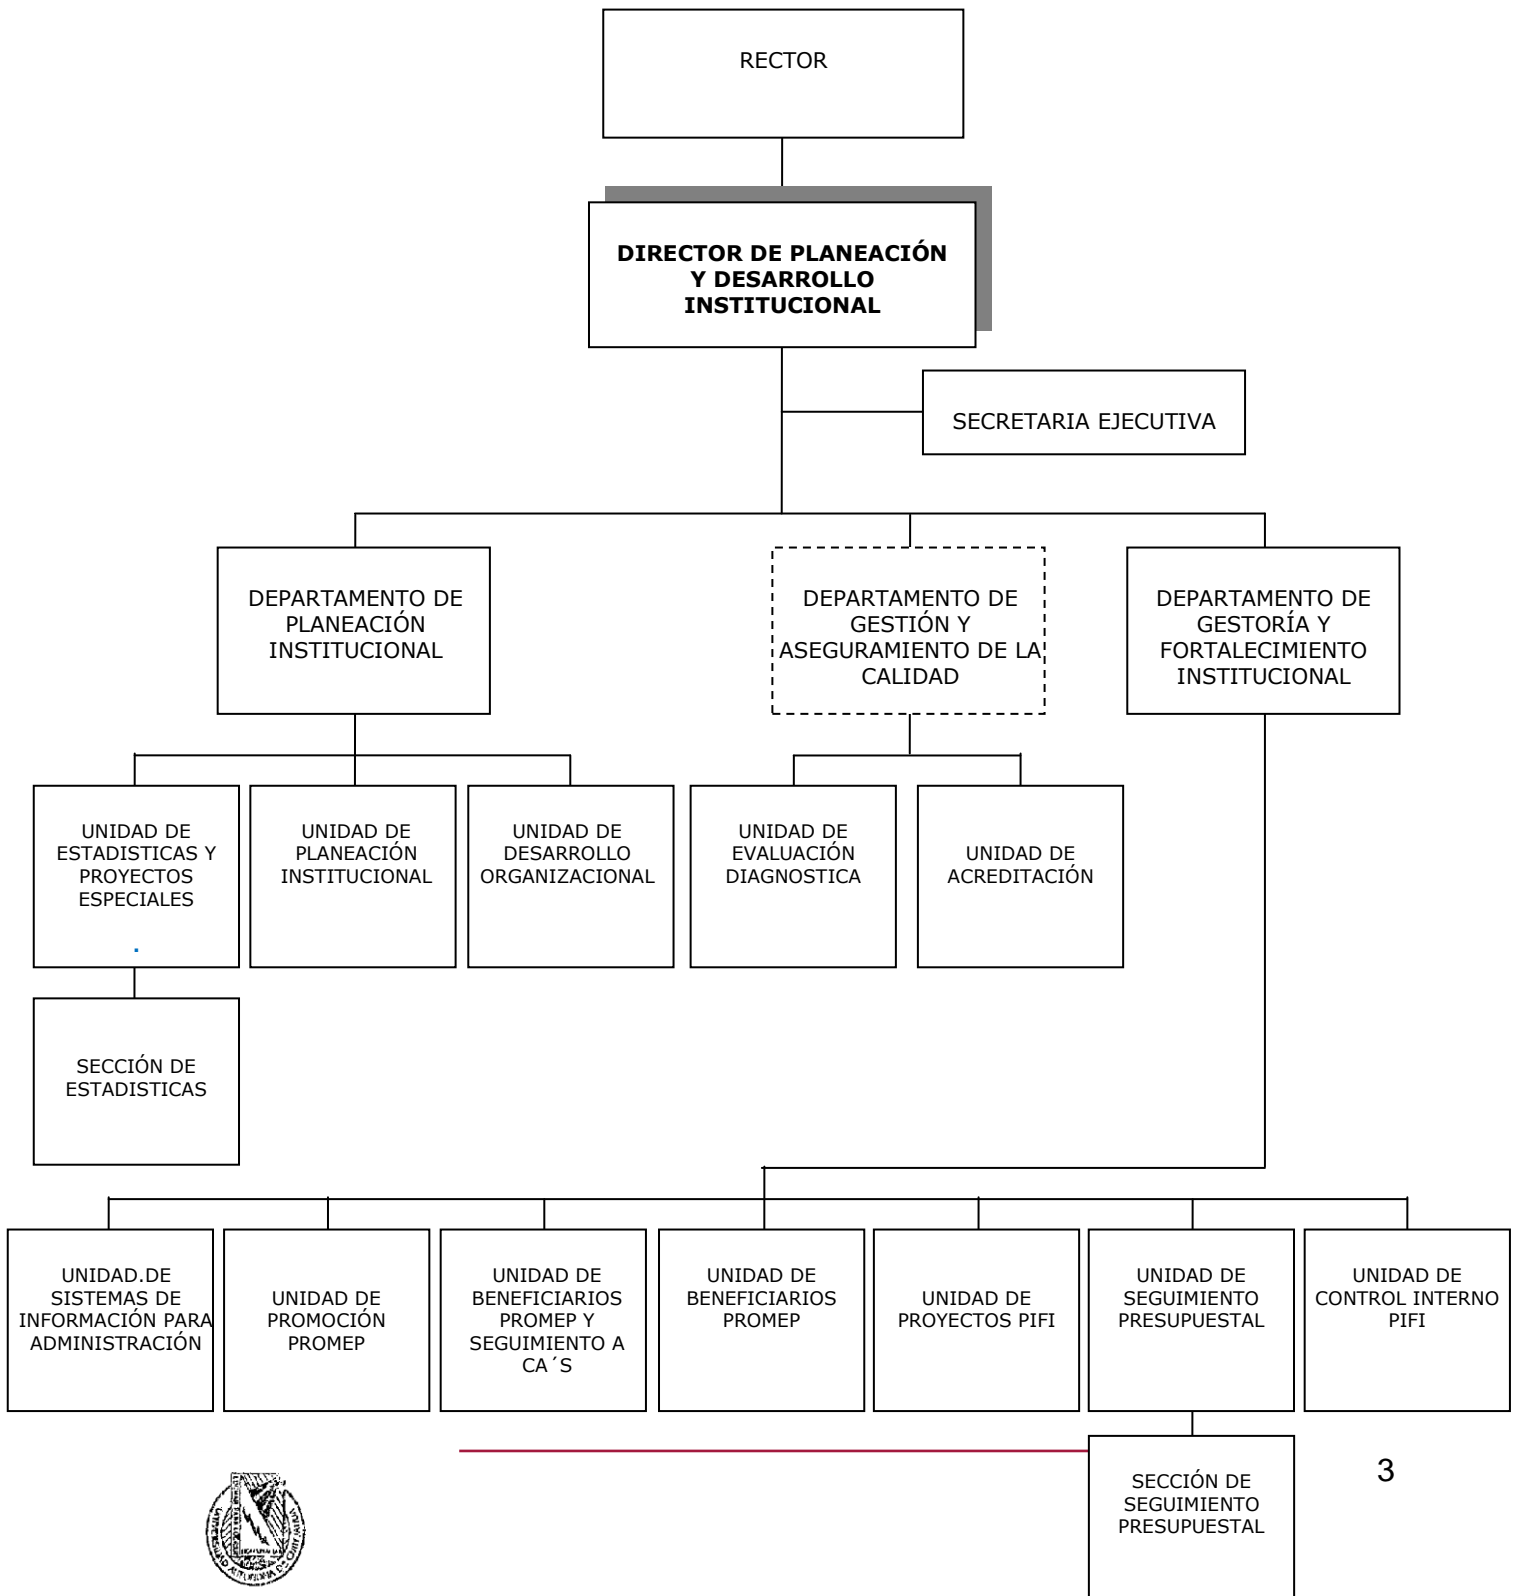 RECTOR
DIRECTOR DE PLANEACIÓN
Y DESARROLLO
INSTITUCIONAL
SECRETARIA EJECUTIVA
DEPARTAMENTO DE
PLANEACIÓN
INSTITUCIONAL
DEPARTAMENTO DE
GESTIÓN Y
ASEGURAMIENTO DE LA
CALIDAD
DEPARTAMENTO DE
GESTORÍA Y
FORTALECIMIENTO
INSTITUCIONAL
UNIDAD DE
ESTADISTICAS Y
PROYECTOS
ESPECIALES
.
UNIDAD DE
PLANEACIÓN
INSTITUCIONAL
UNIDAD DE
DESARROLLO
ORGANIZACIONAL
UNIDAD DE
EVALUACIÓN
DIAGNOSTICA
UNIDAD DE
ACREDITACIÓN
SECCIÓN DE
ESTADISTICAS
UNIDAD.DE
SISTEMAS DE
INFORMACIÓN PARA
ADMINISTRACIÓN
UNIDAD DE
PROMOCIÓN
PROMEP
UNIDAD DE
BENEFICIARIOS
PROMEP Y
SEGUIMIENTO A
CA´S
UNIDAD DE
BENEFICIARIOS
PROMEP
UNIDAD DE
PROYECTOS PIFI
UNIDAD DE
SEGUIMIENTO
PRESUPUESTAL
UNIDAD DE
CONTROL INTERNO
PIFI
SECCIÓN DE
SEGUIMIENTO
PRESUPUESTAL
3